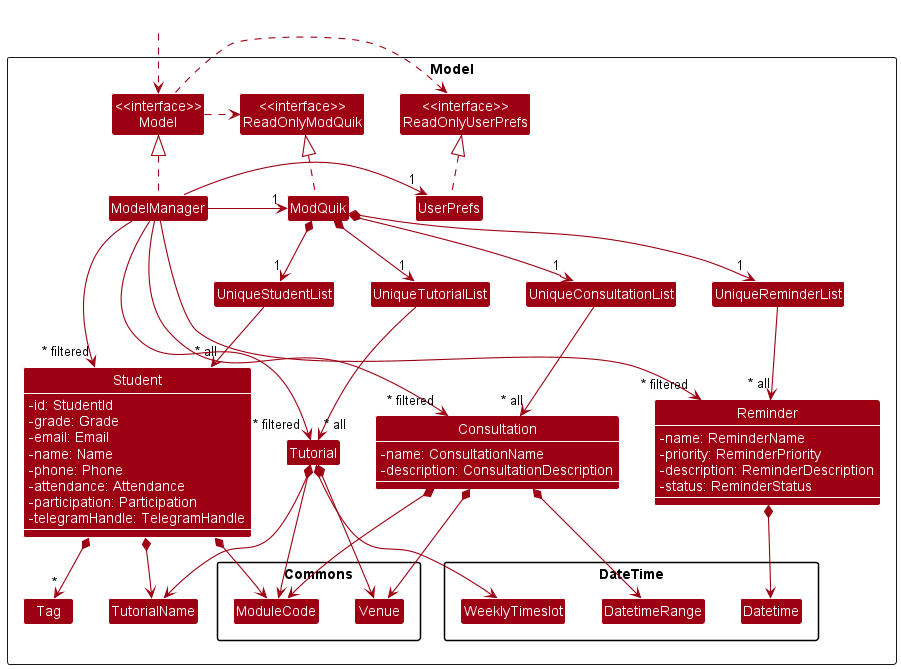 Model
<<interface>>
Model
<<interface>>
ReadOnlyModQuik
<<interface>>
ReadOnlyUserPrefs
1
1
ModelManager
ModQuik
UserPrefs
1
1
1
1
UniqueStudentList
UniqueTutorialList
UniqueConsultationList
UniqueReminderList
* filtered
* all
Student
-id: StudentId
-grade: Grade
-email: Email
-name: Name
-phone: Phone
-attendance: Attendance
-participation: Participation
-telegramHandle: TelegramHandle
* filtered
* all
Tutorial
* filtered
* all
Consultation
-name: ConsultationName
-description: ConsultationDescription
* filtered
* all
Reminder
-name: ReminderName
-priority: ReminderPriority
-description: ReminderDescription
-status: ReminderStatus
*
Tag
TutorialName
Commons
ModuleCode
Venue
DateTime
WeeklyTimeslot
DatetimeRange
Datetime